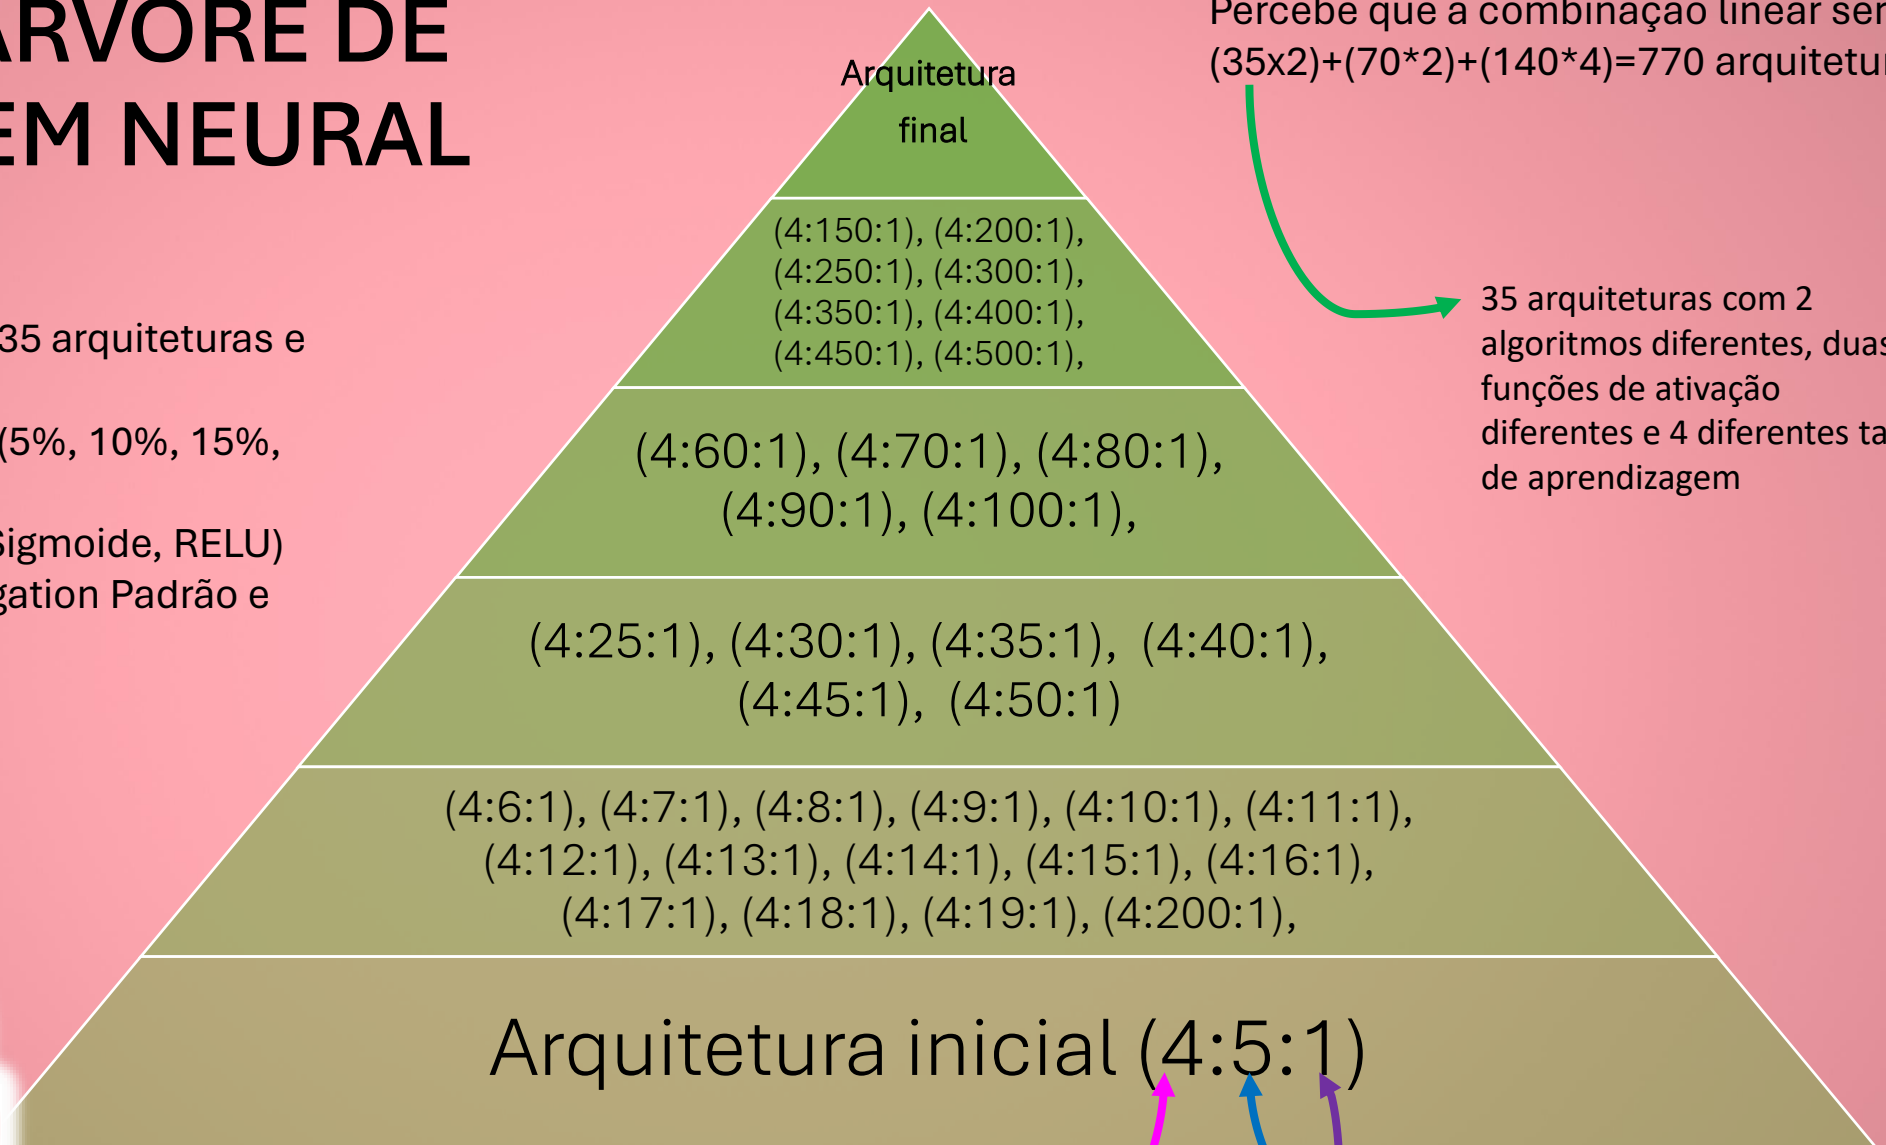 ÁRVORE DE
EM NEURAL
35 arquiteturas e
(5%, 10%, 15%,
Sigmoide, RELU)
gation Padrão e
Arquitetura
final
(4:150:1), (4:200:1),
(4:250:1), (4:300:1),
(4:350:1), (4:400:1),
(4:450:1), (4:500:1),
(4:60:1), (4:70:1), (4:80:1),
(4:90:1), (4:100:1),
(4:25:1), (4:30:1), (4:35:1), (4:40:1),
(4:45:1), (4:50:1)
(4:6:1), (4:7:1), (4:8:1), (4:9:1), (4:10:1), (4:11:1),
(4:12:1), (4:13:1), (4:14:1), (4:15:1), (4:16:1),
(4:17:1), (4:18:1), (4:19:1), (4:200:1),
Arquitetura inicial (4:5:1)
Percebe que a combinação linear ser
(35x2)+(70*2)+(140*4)=770 arquitetur
35 arquiteturas com 2
algoritmos diferentes, duas
funções de ativação
diferentes e 4 diferentes ta
de aprendizagem